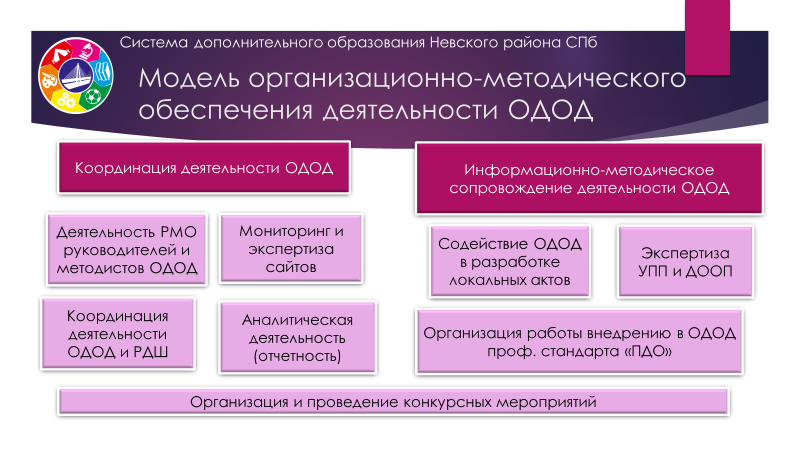 Система дополнительного образования Невского района СПб
Модель организационно-методического
обеспечения деятельности ОДОД
Координация деятельности ОДОД
Информационно-методическое
сопровождение деятельности ОДОД
Деятельность РМО
руководителей и
методистов ОДОД
Мониторинг и
экспертиза
сайтов
Содействие ОДОД
в разработке
локальных актов
Экспертиза
УПП и ДООП
Координация
деятельности
ОДОД и РДШ
Аналитическая
деятельность
(отчетность)
Организация работы внедрению в ОДОД
проф. стандарта «ПДО»
Организация и проведение конкурсных мероприятий